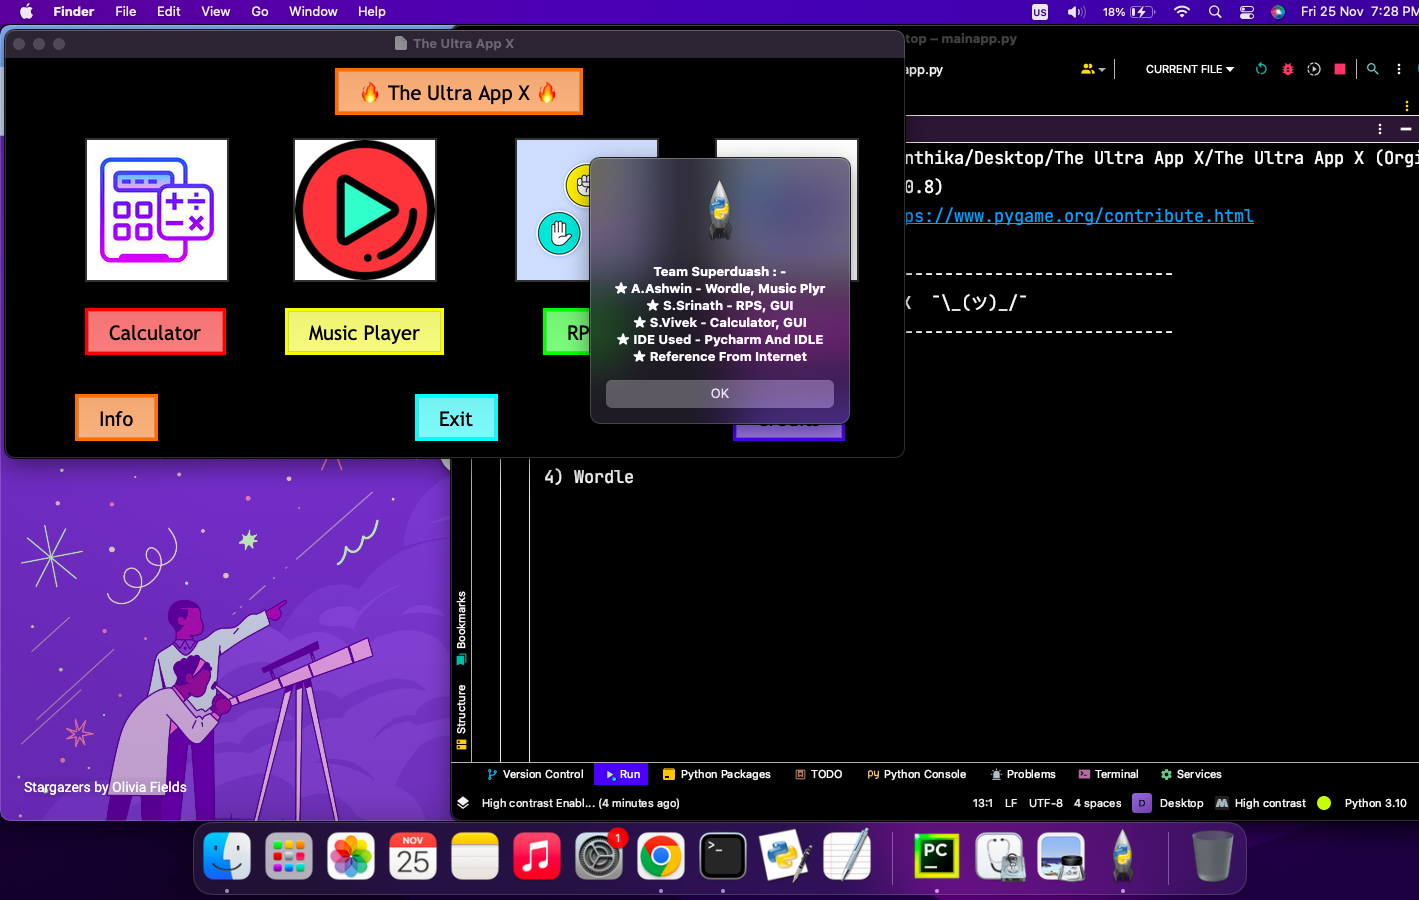 Finder File Edit View Go Window Help
US 18% Fri 25 Nov 7:28 PM
The Ultra App X
top – mainapp.py
app.py
CURRENT FILE
🔥 The Ultra App X 🔥
nthika/Desktop/The Ultra App X/The Ultra App X (Orgi
0.8)
ps://www.pygame.org/contribute.html
---------------------------
X ¯\_(ツ)_/¯
---------------------------
Team Superduash : -
★ A.Ashwin - Wordle, Music Plyr
★ S.Srinath - RPS, GUI
★ S.Vivek - Calculator, GUI
★ IDE Used - Pycharm And IDLE
★ Reference From Internet
OK
Calculator
Music Player
RP
Info
Exit
4) Wordle
Bookmarks
Structure
Stargazers by Olivia Fields
Version Control Run Python Packages TODO Python Console Problems Terminal Services
High contrast Enabl... (4 minutes ago)
13:1 LF UTF-8 4 spaces D Desktop High contrast Python 3.10
NOV
25
1
>_
PC